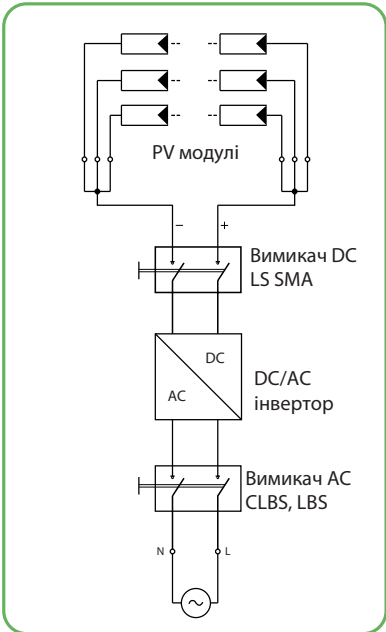 PV модулі
− +
Вимикач DC
LS SMA
DC
AC
DC/AC
інвертор
Вимикач AC
CLBS, LBS
N L